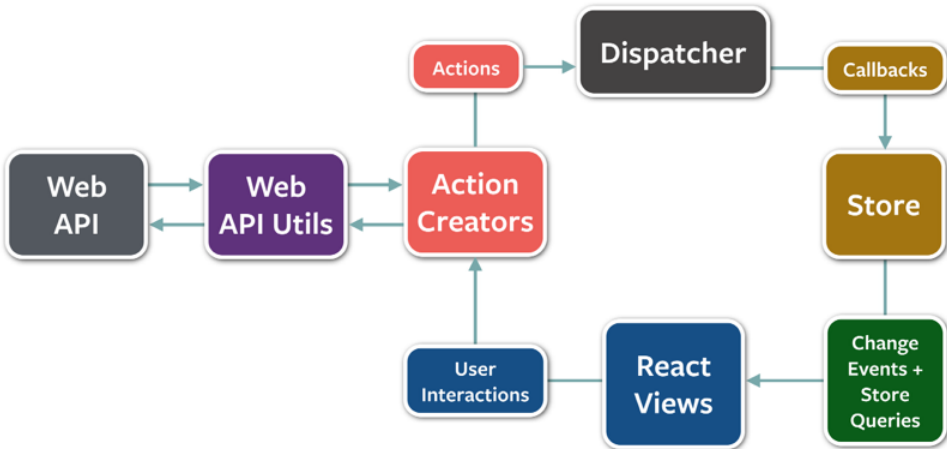 Actions
Dispatcher
Callbacks
Web
API
Web
API Utils
Action
Creators
Store
User
Interactions
React
Views
Change
Events +
Store
Queries